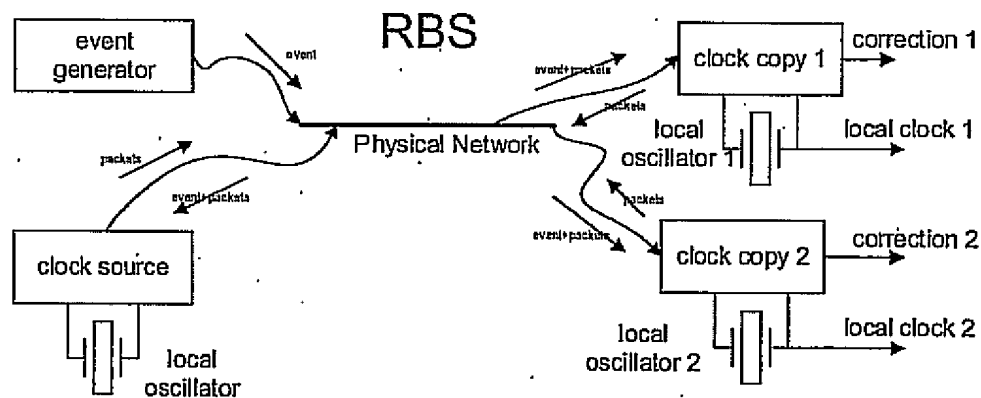 RBS
event
generator
event
event+packets
packets
clock copy 1
correction 1
local
oscillator 1
local clock 1
Physical Network
packets
event+packets
packets
event+packets
clock source
local
oscillator
clock copy 2
correction 2
local
oscillator 2
local clock 2